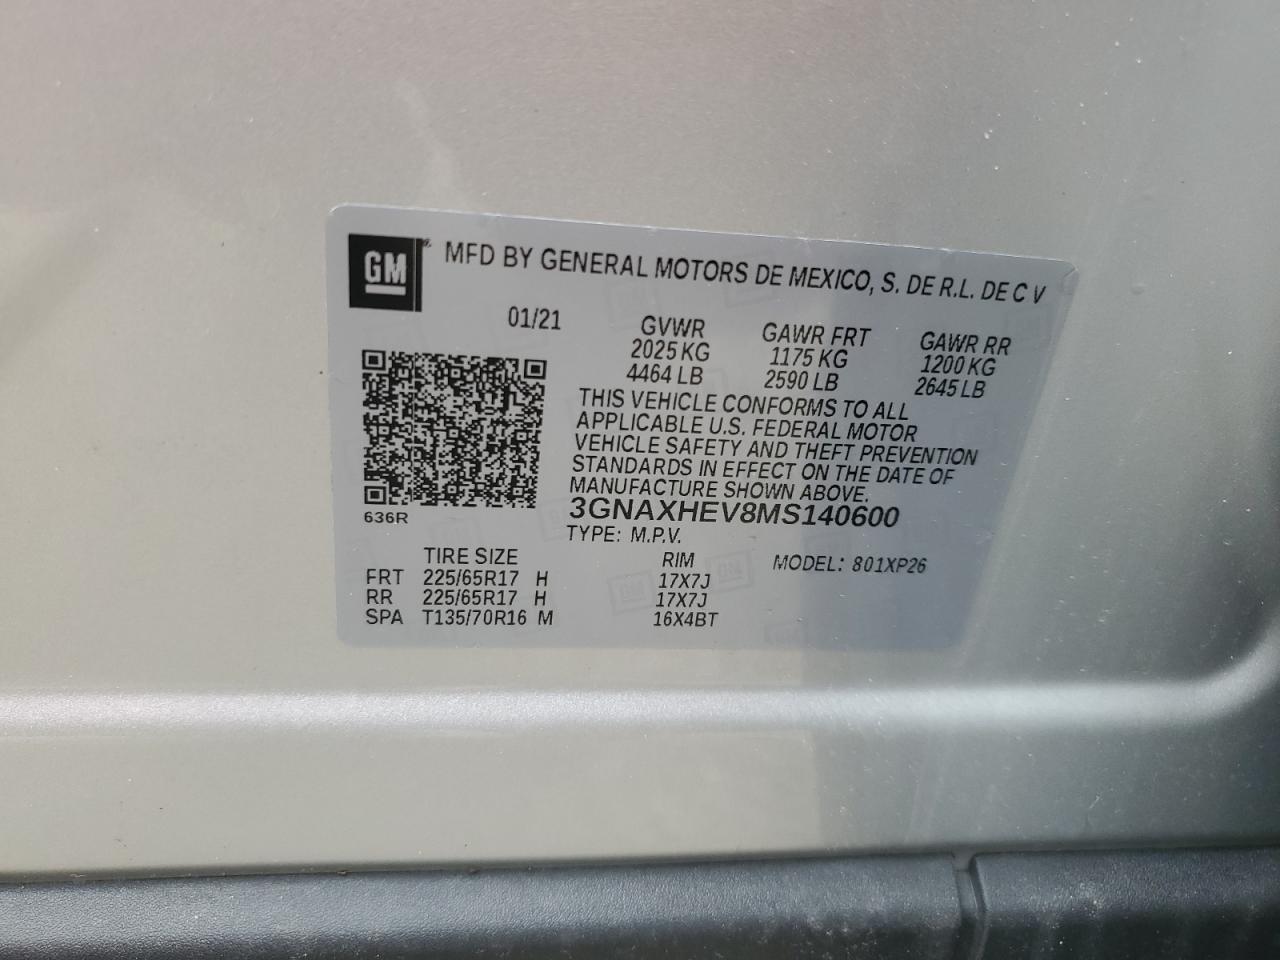 GM MFD BY GENERAL MOTORS DE MEXICO, S. DE R.L. DE C V
01/21 GVWR GAWR FRT GAWR RR
2025 KG 1175 KG 1200 KG
4464 LB 2590 LB 2645 LB
THIS VEHICLE CONFORMS TO ALL
APPLICABLE U.S. FEDERAL MOTOR
VEHICLE SAFETY AND THEFT PREVENTION
STANDARDS IN EFFECT ON THE DATE OF
MANUFACTURE SHOWN ABOVE.
636R 3GNAXHEV8MS140600
TYPE: M.P.V.
TIRE SIZE RIM MODEL: 801XP26
FRT 225/65R17 H 17X7J
RR 225/65R17 H 17X7J
SPA T135/70R16 M 16X4BT